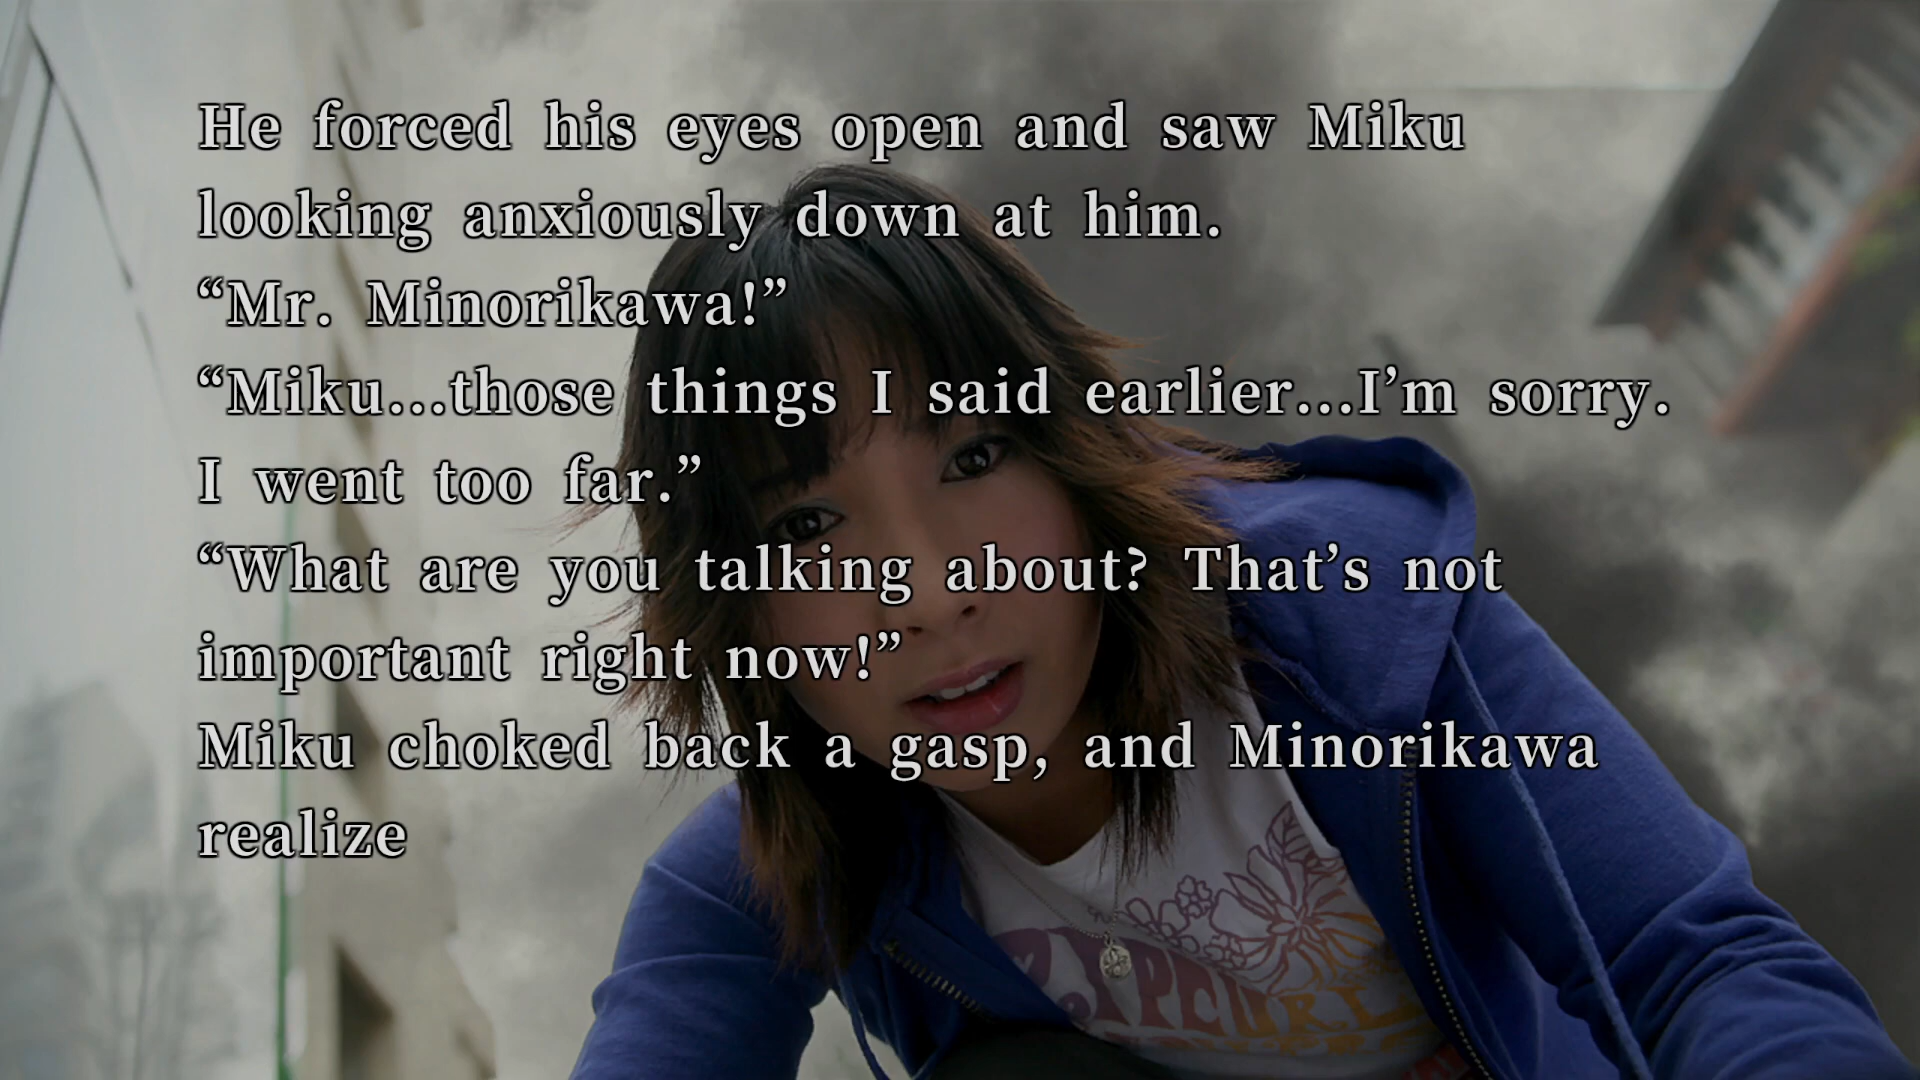 He forced his eyes open and saw Miku
looking anxiously down at him.
“Mr. Minorikawa!”
“Miku...those things I said earlier...I’m sorry.
I went too far.”
“What are you talking about? That’s not
important right now!”
Miku choked back a gasp, and Minorikawa
realize
RIPCURL